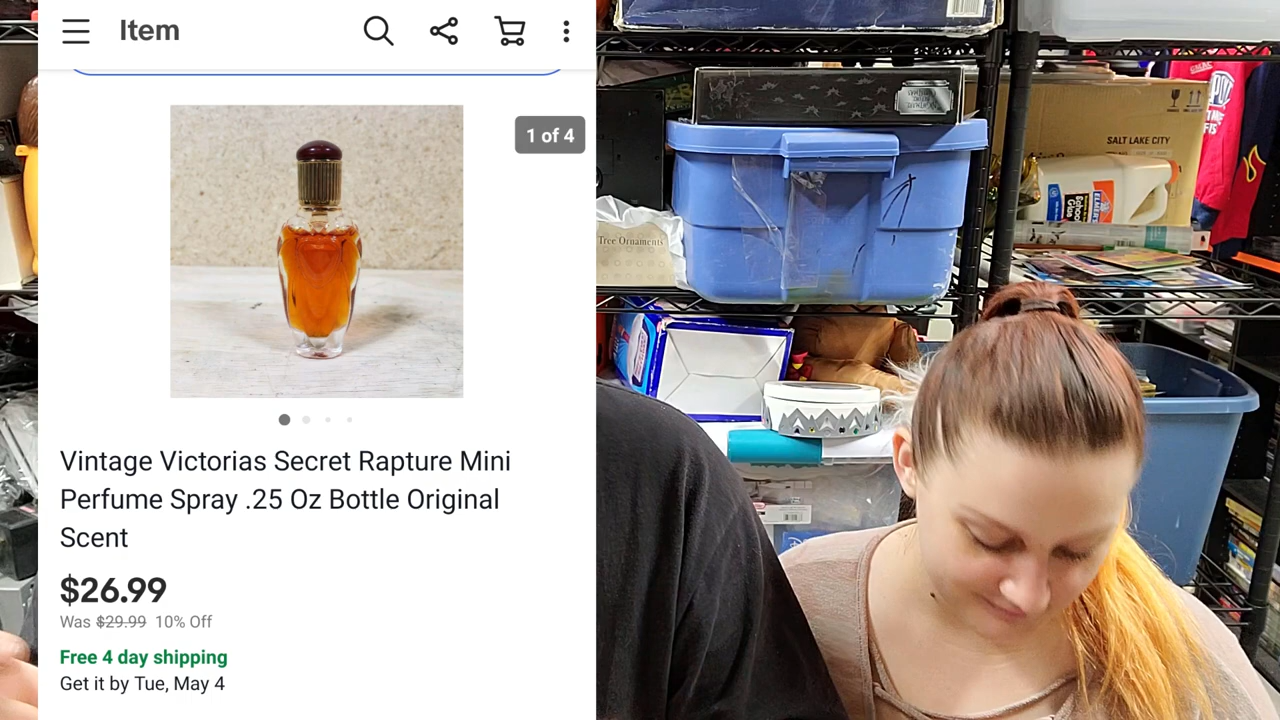 Item
1 of 4
Vintage Victorias Secret Rapture Mini
Perfume Spray .25 Oz Bottle Original
Scent
$26.99
Was $29.99 10% Off
Free 4 day shipping
Get it by Tue, May 4
Tree Ornaments
SALT LAKE CITY
ELMER'S